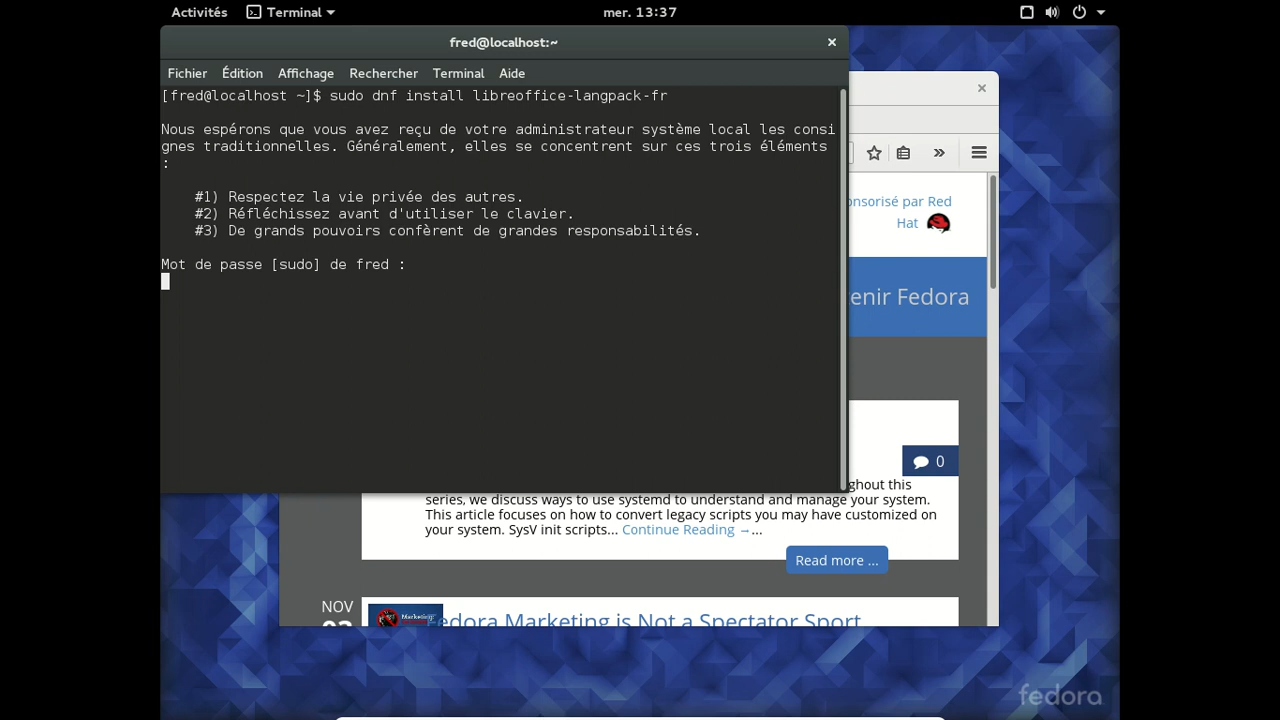 Activités
Terminal
mer. 13:37
fred@localhost:~
Fichier Édition Affichage Rechercher Terminal Aide
[fred@localhost ~]$ sudo dnf install libreoffice-langpack-fr
Nous espérons que vous avez reçu de votre administrateur système local les consi
gnes traditionnelles. Généralement, elles se concentrent sur ces trois éléments
:
#1) Respectez la vie privée des autres.
#2) Réfléchissez avant d'utiliser le clavier.
#3) De grands pouvoirs confèrent de grandes responsabilités.
Mot de passe [sudo] de fred :
onsorisé par Red
Hat
enir Fedora
0
ghout this
series, we discuss ways to use systemd to understand and manage your system.
This article focuses on how to convert legacy scripts you may have customized on
your system. SysV init scripts... Continue Reading →...
Read more ...
NOV
Marketing
Fedora Marketing is Not a Spectator Sport
fedora